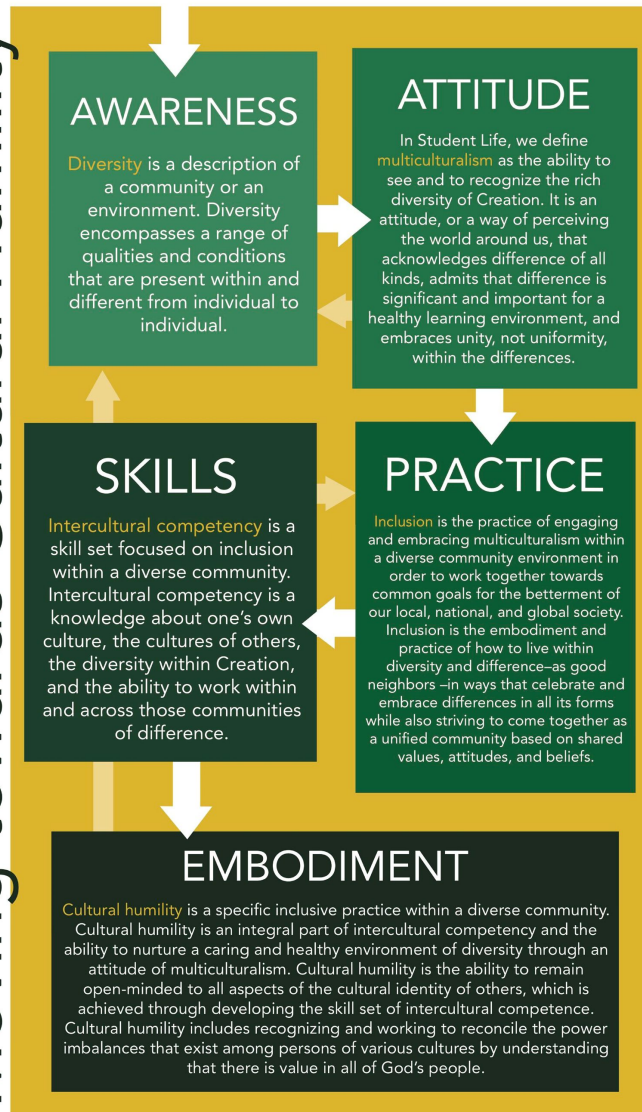 AWARENESS
Diversity is a description of
a community or an
environment. Diversity
encompasses a range of
qualities and conditions
that are present within and
different from individual to
individual.
ATTITUDE
In Student Life, we define
multiculturalism as the ability to
see and to recognize the rich
diversity of Creation. It is an
attitude, or a way of perceiving
the world around us, that
acknowledges difference of all
kinds, admits that difference is
significant and important for a
healthy learning environment, and
embraces unity, not uniformity,
within the differences.
PRACTICE
Inclusion is the practice of engaging
and embracing multiculturalism within
a diverse community environment in
order to work together towards
common goals for the betterment of
our local, national, and global society.
Inclusion is the embodiment and
practice of how to live within
diversity and difference–as good
neighbors –in ways that celebrate and
embrace differences in all its forms
while also striving to come together as
a unified community based on shared
values, attitudes, and beliefs.
SKILLS
Intercultural competency is a
skill set focused on inclusion
within a diverse community.
Intercultural competency is a
knowledge about one's own
culture, the cultures of others,
the diversity within Creation,
and the ability to work within
and across those communities
of difference.
EMBODIMENT
Cultural humility is a specific inclusive practice within a diverse community.
Cultural humility is an integral part of intercultural competency and the
ability to nurture a caring and healthy environment of diversity through an
attitude of multiculturalism. Cultural humility is the ability to remain
open-minded to all aspects of the cultural identity of others, which is
achieved through developing the skill set of intercultural competence.
Cultural humility includes recognizing and working to reconcile the power
imbalances that exist among persons of various cultures by understanding
that there is value in all of God's people.